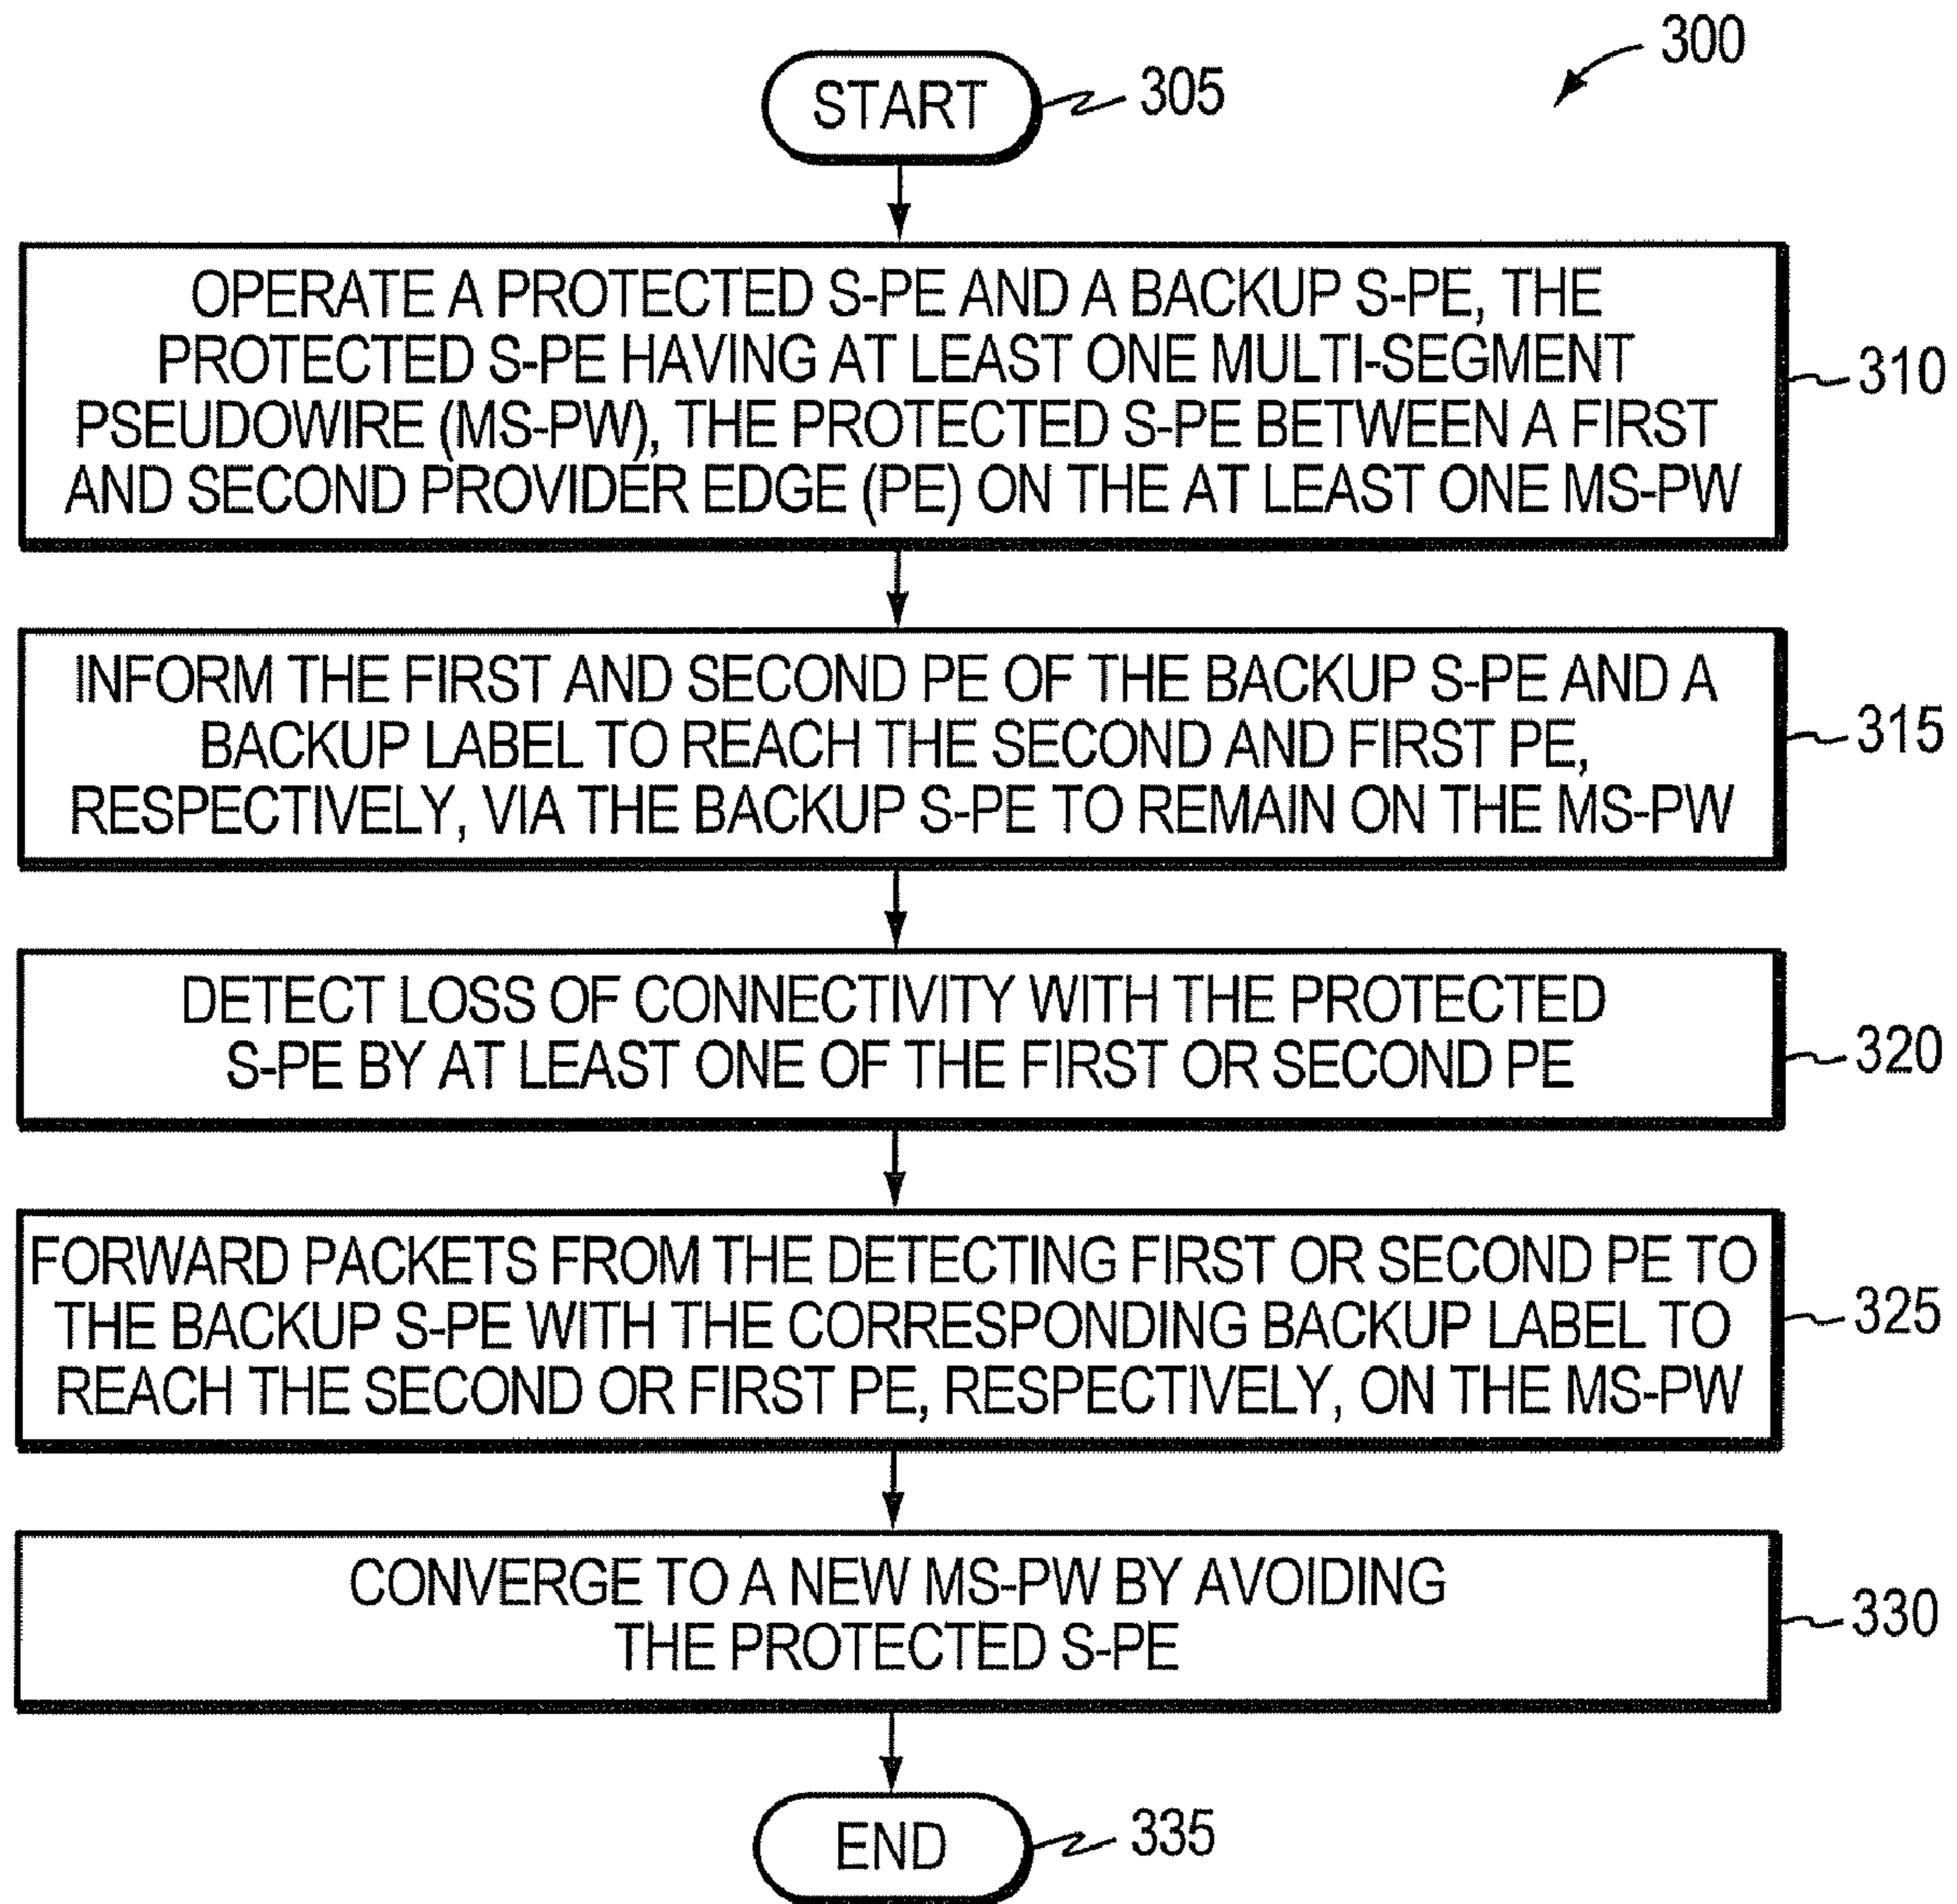 300
START
305
OPERATE A PROTECTED S-PE AND A BACKUP S-PE, THE
PROTECTED S-PE HAVING AT LEAST ONE MULTI-SEGMENT
PSEUDOWIRE (MS-PW), THE PROTECTED S-PE BETWEEN A FIRST
AND SECOND PROVIDER EDGE (PE) ON THE AT LEAST ONE MS-PW
310
INFORM THE FIRST AND SECOND PE OF THE BACKUP S-PE AND A
BACKUP LABEL TO REACH THE SECOND AND FIRST PE,
RESPECTIVELY, VIA THE BACKUP S-PE TO REMAIN ON THE MS-PW
315
DETECT LOSS OF CONNECTIVITY WITH THE PROTECTED
S-PE BY AT LEAST ONE OF THE FIRST OR SECOND PE
320
FORWARD PACKETS FROM THE DETECTING FIRST OR SECOND PE TO
THE BACKUP S-PE WITH THE CORRESPONDING BACKUP LABEL TO
REACH THE SECOND OR FIRST PE, RESPECTIVELY, ON THE MS-PW
325
CONVERGE TO A NEW MS-PW BY AVOIDING
THE PROTECTED S-PE
330
END
335